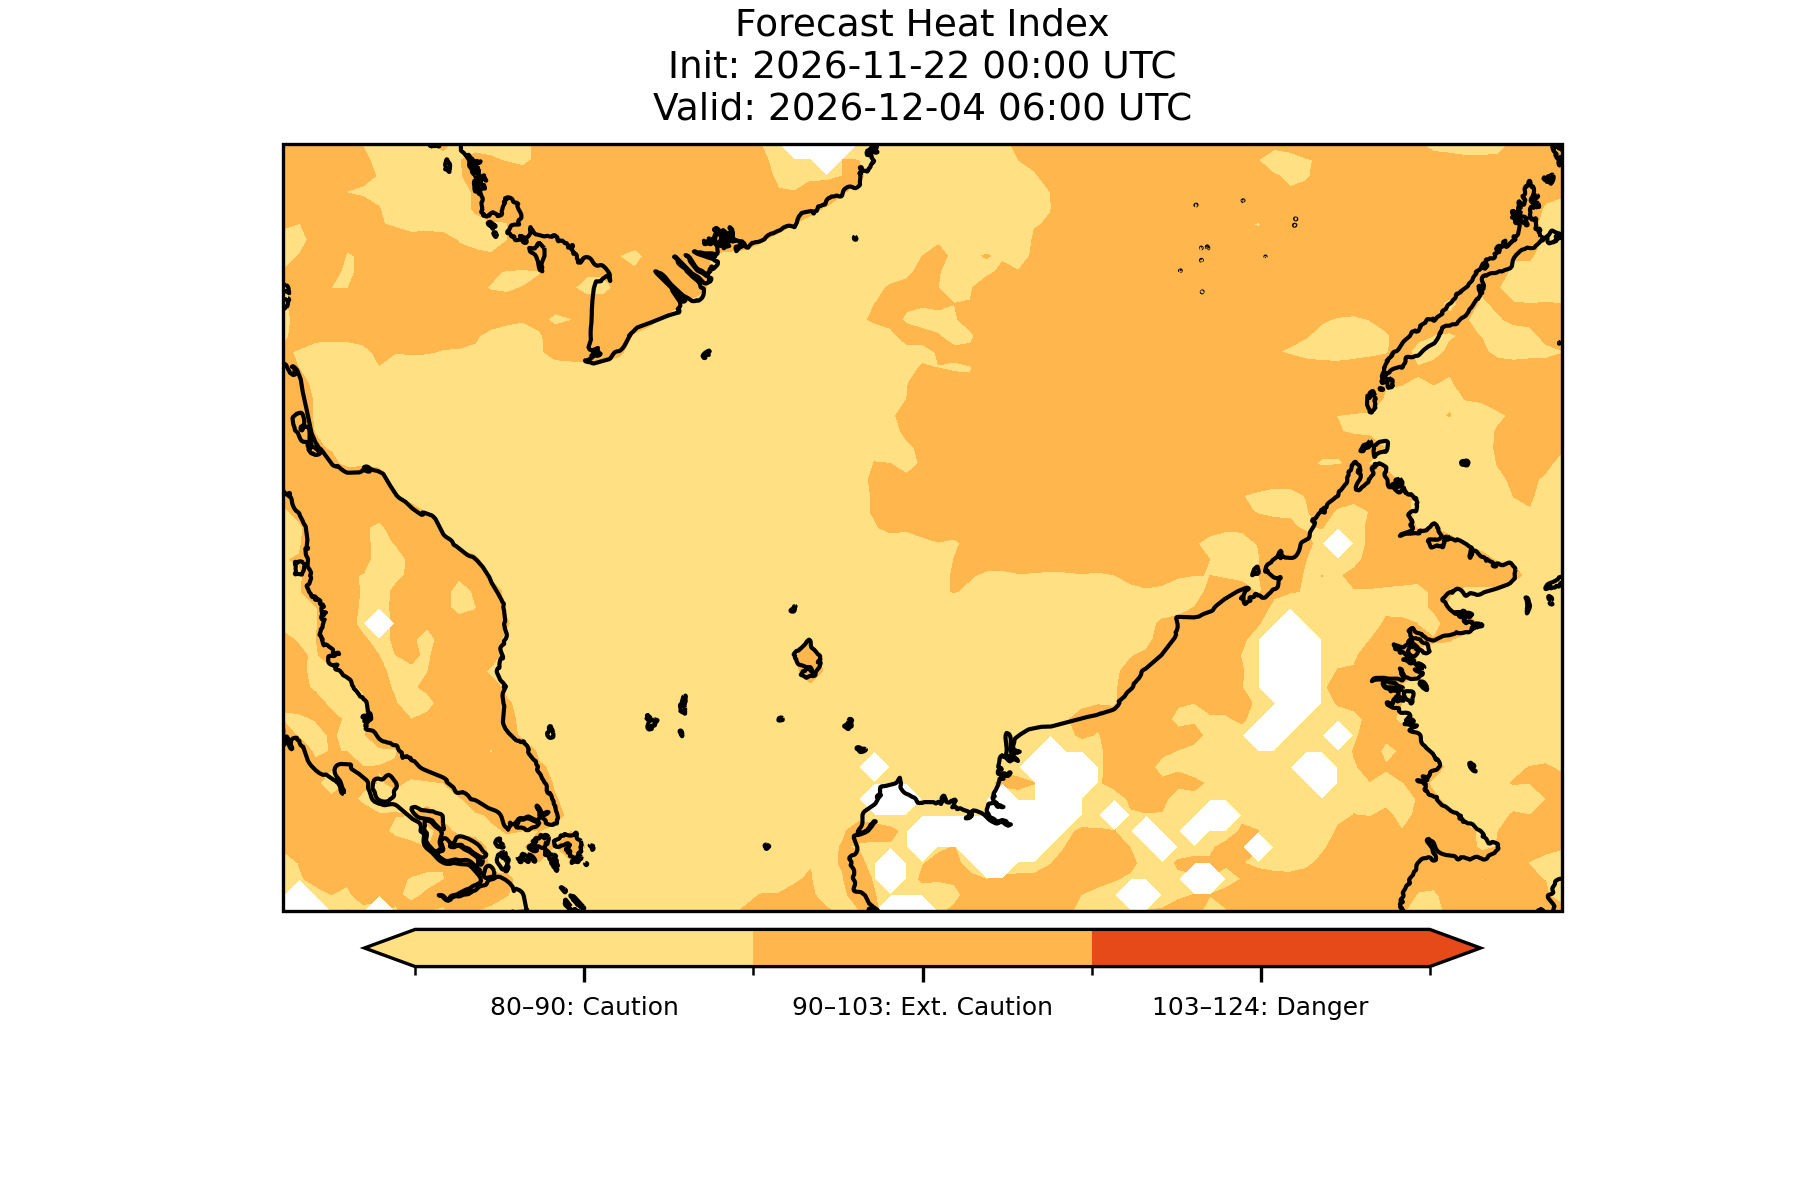 Forecast Heat Index
Init: 2026-11-22 00:00 UTC
Valid: 2026-12-04 06:00 UTC
80–90: Caution
90–103: Ext. Caution
103–124: Danger